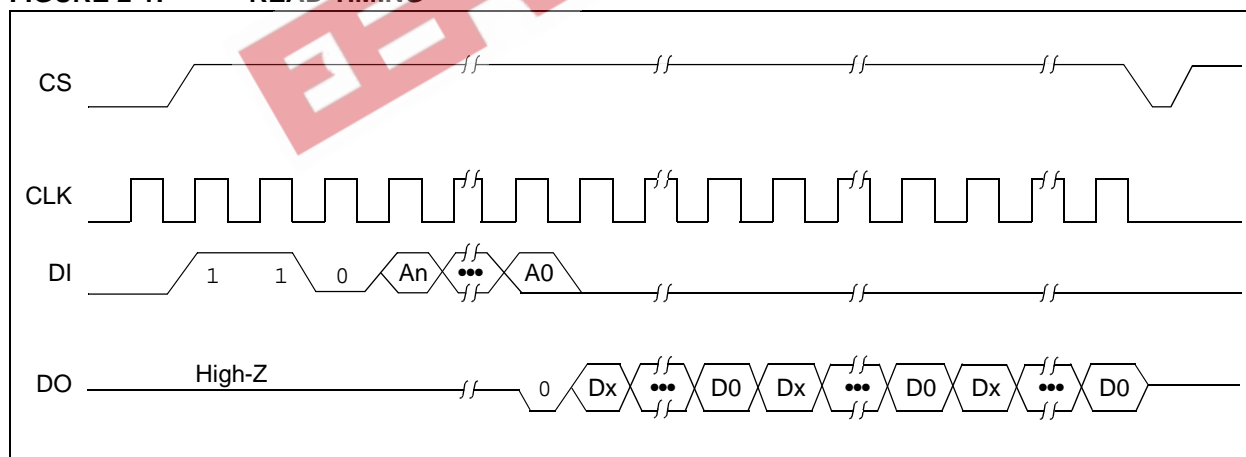 CS
CLK
DI 1 1 0 An ••• A0
High-Z
DO 0 Dx ••• D0 Dx ••• D0 Dx ••• D0